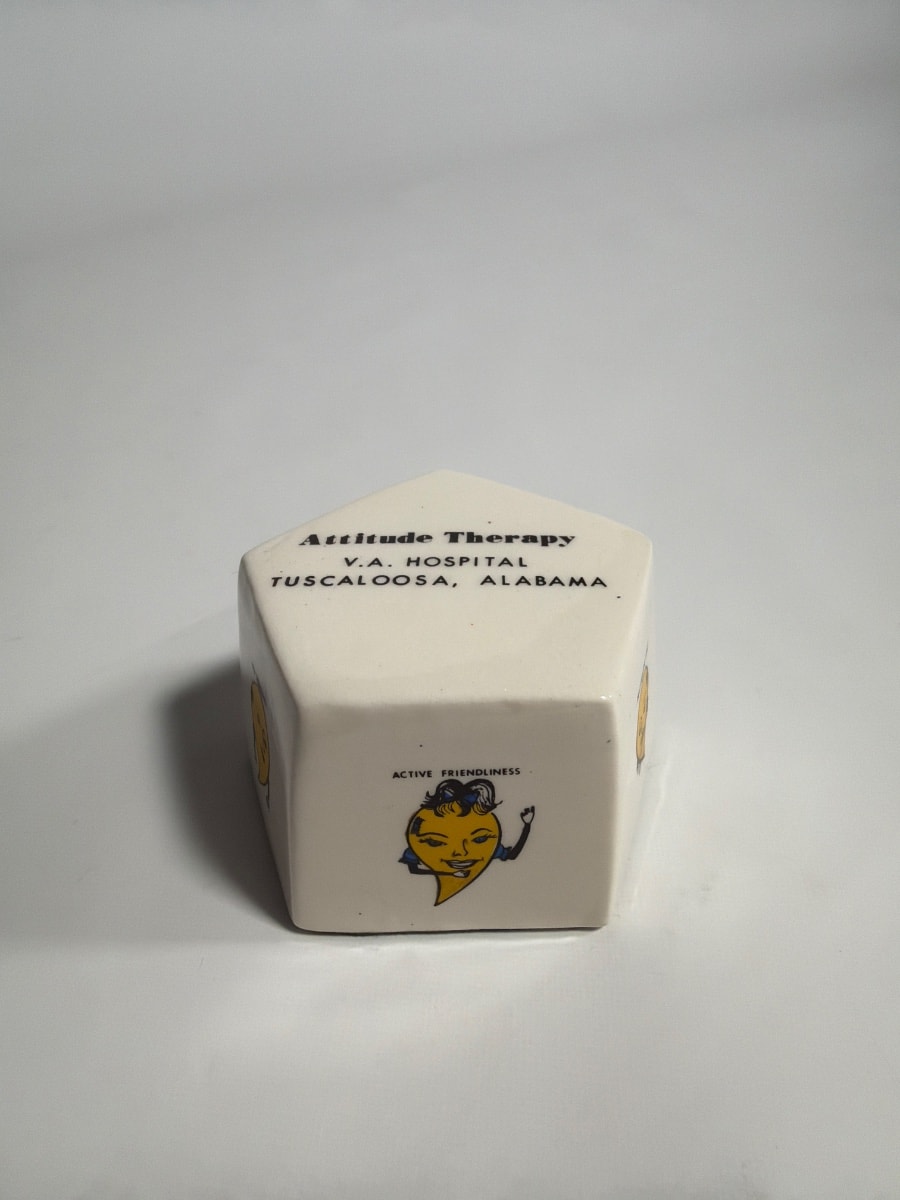 Attitude Therapy
V.A. HOSPITAL
TUSCALOOSA, ALABAMA
ACTIVE FRIENDLINESS